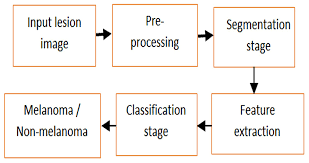 Input lesion
image
Pre-
processing
Segmentation
stage
Feature
extraction
Classification
stage
Melanoma /
Non-melanoma